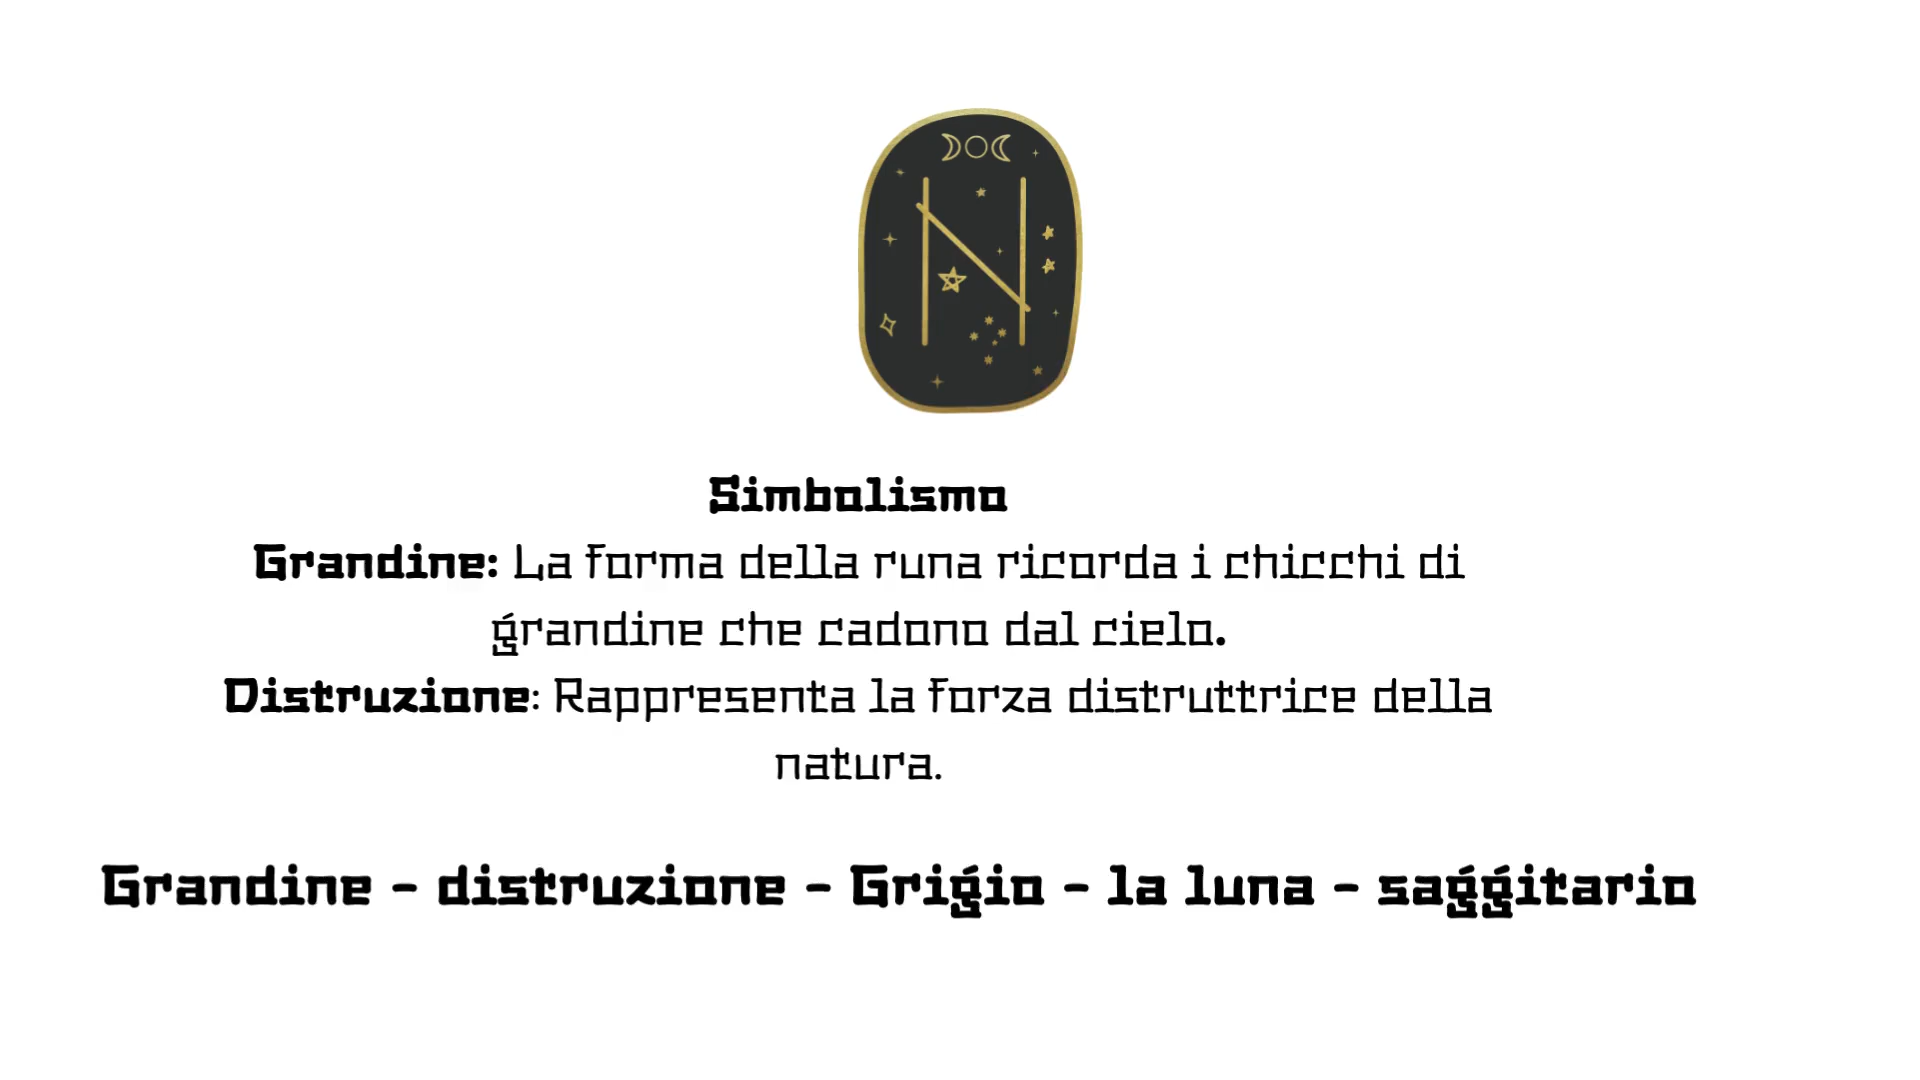 Simbolismo
Grandine: La forma della runa ricorda i chicchi di
grandine che cadono dal cielo.
Distruzione: Rappresenta la forza distruttrice della
natura.
Grandine - distruzione - Grigio - la luna - saggitario